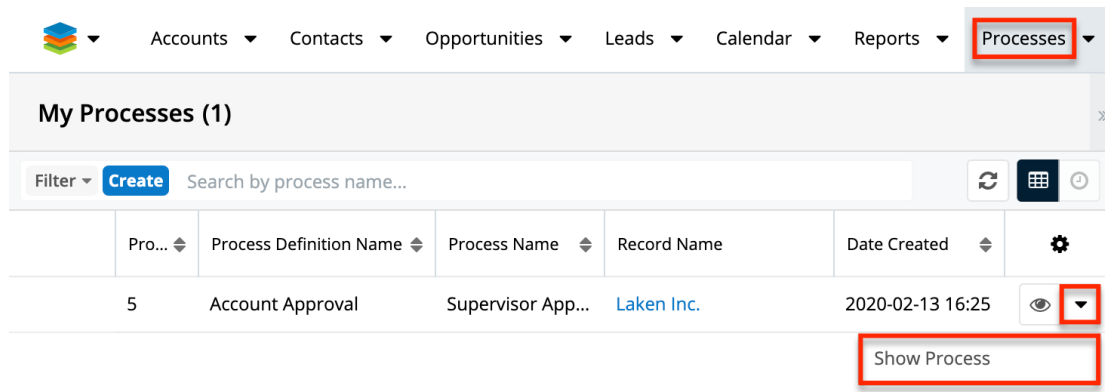 Accounts Contacts Opportunities Leads Calendar Reports Processes
My Processes (1)
Filter Create Search by process name...
Pro... Process Definition Name Process Name Record Name Date Created
5 Account Approval Supervisor App... Laken Inc. 2020-02-13 16:25
Show Process